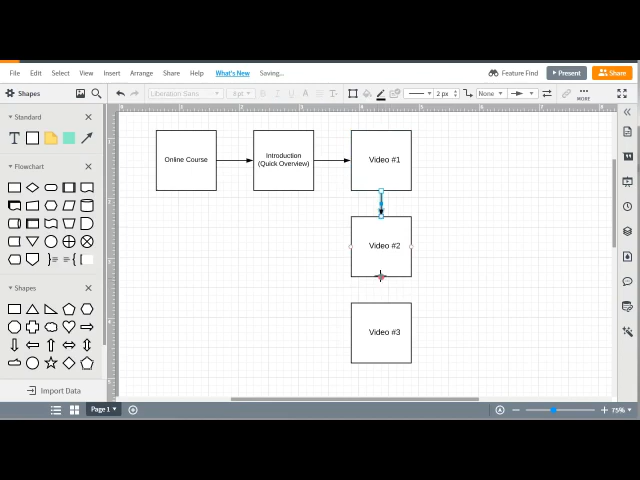 File Edit Select View Insert Arrange Share Help What's New Saving... Feature Find Present Share
Shapes Liberation Sans 8 pt 2 px None MORE
Standard
T
Flowchart
Shapes
Import Data
Online Course
Introduction
(Quick Overview)
Video #1
Video #2
Video #3
Page 1 75%